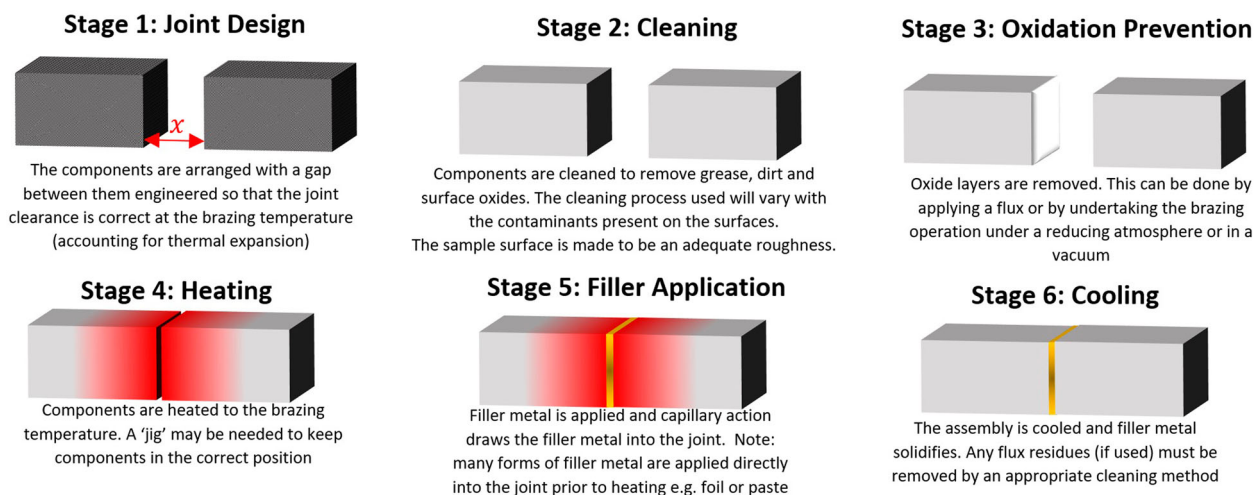 Stage 1: Joint Design
x
The components are arranged with a gap
between them engineered so that the joint
clearance is correct at the brazing temperature
(accounting for thermal expansion)
Stage 2: Cleaning
Components are cleaned to remove grease, dirt and
surface oxides. The cleaning process used will vary with
the contaminants present on the surfaces.
The sample surface is made to be an adequate roughness.
Stage 3: Oxidation Prevention
Oxide layers are removed. This can be done by
applying a flux or by undertaking the brazing
operation under a reducing atmosphere or in a
vacuum
Stage 4: Heating
Components are heated to the brazing
temperature. A ‘jig’ may be needed to keep
components in the correct position
Stage 5: Filler Application
Filler metal is applied and capillary action
draws the filler metal into the joint. Note:
many forms of filler metal are applied directly
into the joint prior to heating e.g. foil or paste
Stage 6: Cooling
The assembly is cooled and filler metal
solidifies. Any flux residues (if used) must be
removed by an appropriate cleaning method